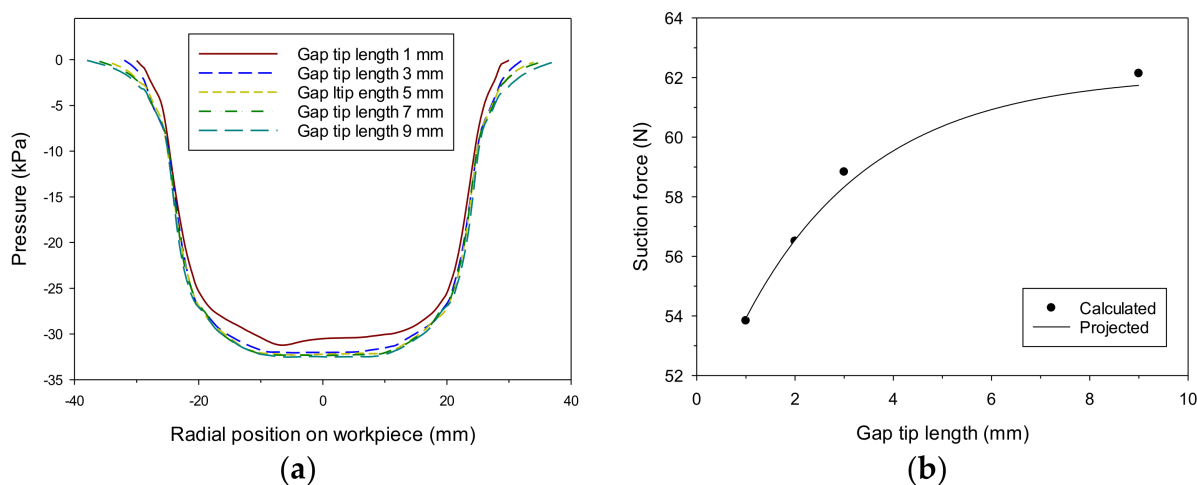 0
-5
-10
-15
-20
-25
-30
-35
Pressure (kPa)
-40
-20
0
20
40
Radial position on workpiece (mm)
Gap tip length 1 mm
Gap tip length 3 mm
Gap ltip ength 5 mm
Gap tip length 7 mm
Gap tip length 9 mm
(a)
64
62
60
58
56
54
52
Suction force (N)
0
2
4
6
8
10
Gap tip length (mm)
Calculated
Projected
(b)